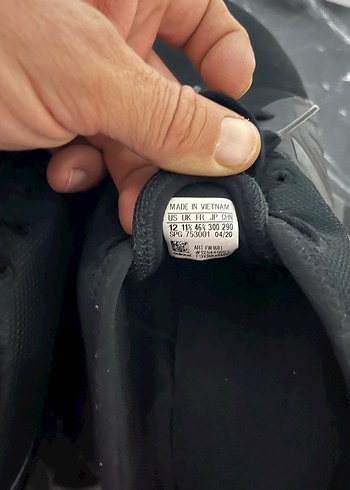 MADE IN VIETNAM
US UK FR JP CHN
12 11½ 46⅔ 300 290
SPG 753001 04/20
ART FW1681